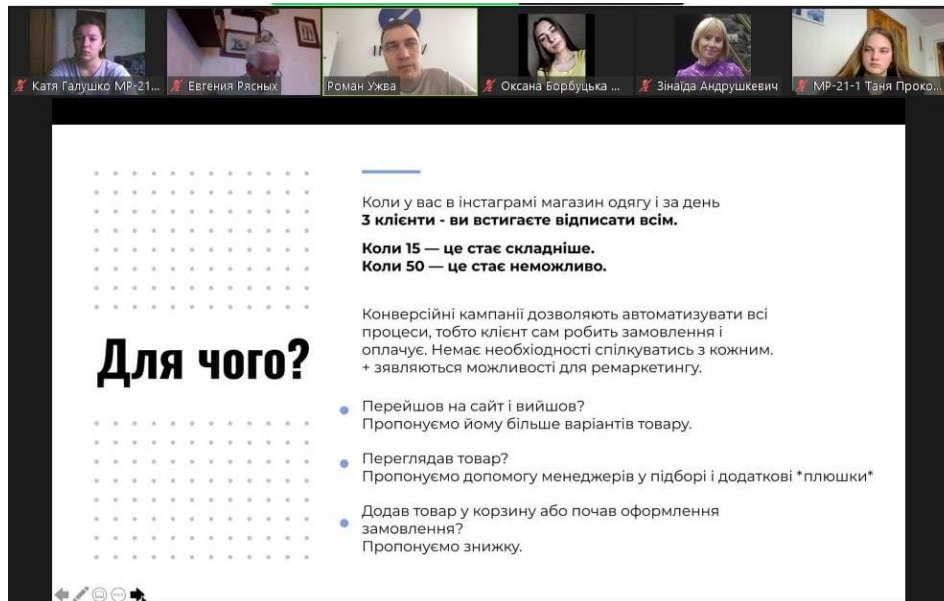 Катя Галушко МР-21...
Евгения Рясных
Роман Ужва
Оксана Борбуцька ...
Зінаїда Андрушкевич
МР-21-1 Таня Проко...
Коли у вас в інстаграмі магазин одягу і за день
3 клієнти - ви встигаєте відписати всім.
Коли 15 — це стає складніше.
Коли 50 — це стає неможливо.
Для чого?
Конверсійні кампанії дозволяють автоматизувати всі
процеси, тобто клієнт сам робить замовлення і
оплачує. Немає необхідності спілкуватись з кожним.
+ зявляються можливості для ремаркетингу.
Перейшов на сайт і вийшов?
Пропонуємо йому більше варіантів товару.
Переглядав товар?
Пропонуємо допомогу менеджерів у підборі і додаткові *плюшки*
Додав товар у корзину або почав оформлення
замовлення?
Пропонуємо знижку.